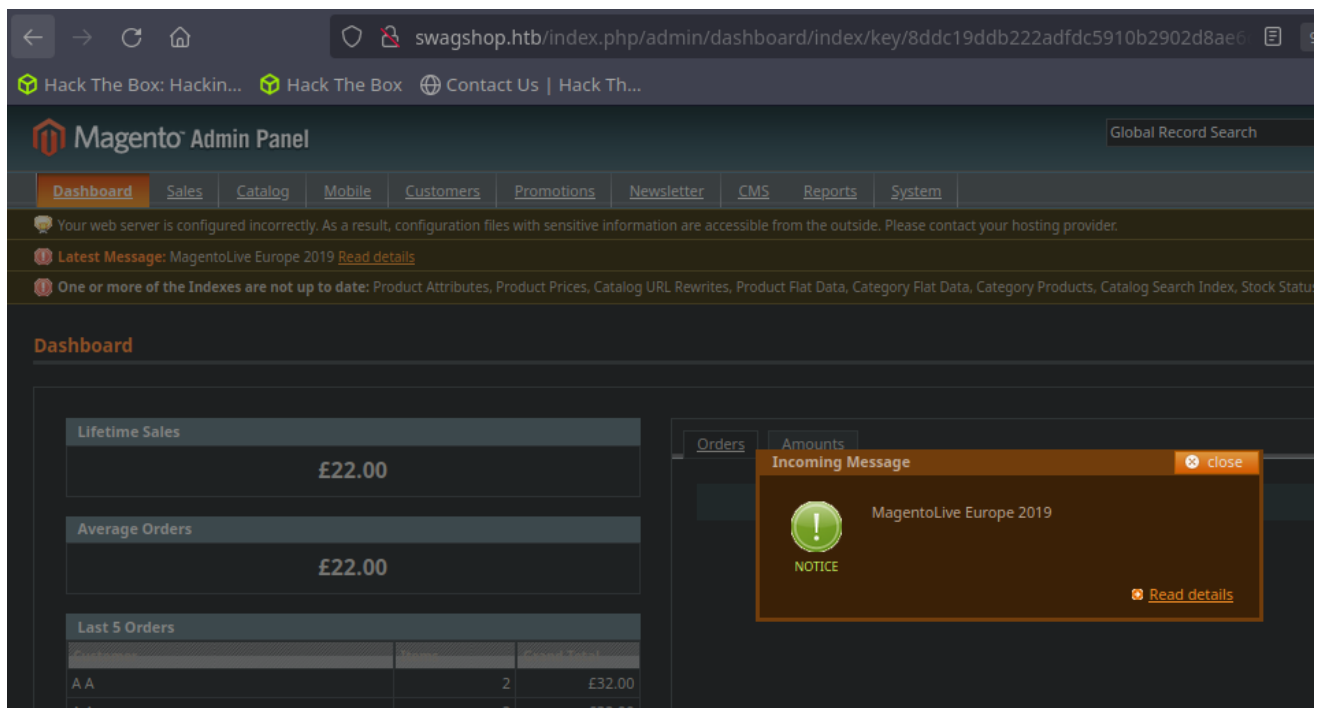 swagshop.htb/index.php/admin/dashboard/index/key/8ddc19ddb222adfdc5910b2902d8ae6
Hack The Box: Hackin... Hack The Box Contact Us | Hack Th...
Magento Admin Panel Global Record Search
Dashboard Sales Catalog Mobile Customers Promotions Newsletter CMS Reports System
Your web server is configured incorrectly. As a result, configuration files with sensitive information are accessible from the outside. Please contact your hosting provider.
Latest Message: MagentoLive Europe 2019 Read details
One or more of the Indexes are not up to date: Product Attributes, Product Prices, Catalog URL Rewrites, Product Flat Data, Category Flat Data, Category Products, Catalog Search Index, Stock Statu
Dashboard
Lifetime Sales
£22.00
Average Orders
£22.00
Last 5 Orders
Customer Items Grand Total
A A 2 £32.00
Orders Amounts
Incoming Message close
MagentoLive Europe 2019
NOTICE
Read details